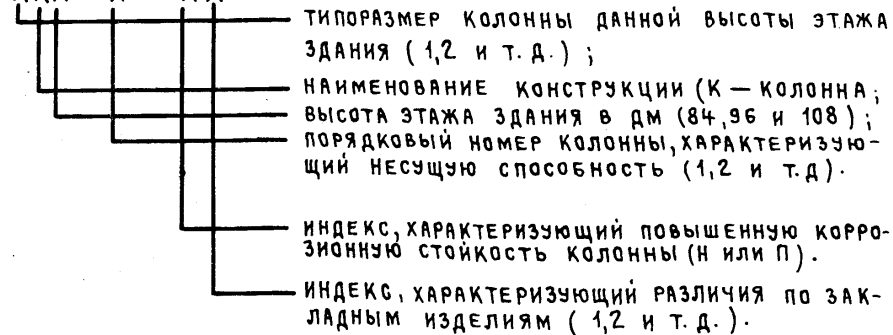 ТИПОРАЗМЕР КОЛОННЫ ДАННОЙ ВЫСОТЫ ЭТАЖА
ЗДАНИЯ ( 1,2 И Т. Д. ) ;
НАИМЕНОВАНИЕ КОНСТРУКЦИИ (К — КОЛОННА ;
ВЫСОТА ЭТАЖА ЗДАНИЯ В ДМ (84,96 И 108 ) ;
ПОРЯДКОВЫЙ НОМЕР КОЛОННЫ, ХАРАКТЕРИЗУЮ-
ЩИЙ НЕСУЩУЮ СПОСОБНОСТЬ (1,2 И Т.Д).
ИНДЕКС, ХАРАКТЕРИЗУЮЩИЙ ПОВЫШЕННУЮ КОРРО-
ЗИОННУЮ СТОЙКОСТЬ КОЛОННЫ (Н ИЛИ П).
ИНДЕКС, ХАРАКТЕРИЗУЮЩИЙ РАЗЛИЧИЯ ПО ЗАК-
ЛАДНЫМ ИЗДЕЛИЯМ ( 1,2 И Т. Д. ).